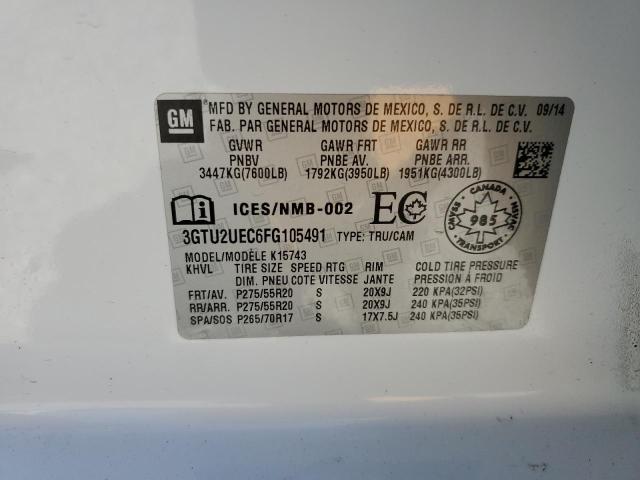 GM
MFD BY GENERAL MOTORS DE MEXICO, S. DE R.L. DE C.V. 09/14
FAB. PAR GENERAL MOTORS DE MEXICO, S. DE R.L. DE C.V.
GVWR GAWR FRT GAWR RR
PNBV PNBE AV. PNBE ARR.
3447KG(7600LB) 1792KG(3950LB) 1951KG(4300LB)
ICES/NMB-002 EC
CANADA
CMVSS 985 NSVAC
3GTU2UEC6FG105491 TYPE: TRU/CAM
MODEL/MODÈLE K15743
KHVL TIRE SIZE SPEED RTG RIM COLD TIRE PRESSURE
DIM. PNEU COTE VITESSE JANTE PRESSION À FROID
FRT/AV. P275/55R20 S 20X9J 220 KPA(32PSI)
RR/ARR. P275/55R20 S 20X9J 240 KPA(35PSI)
SPA/SOS P265/70R17 S 17X7.5J 240 KPA(35PSI)